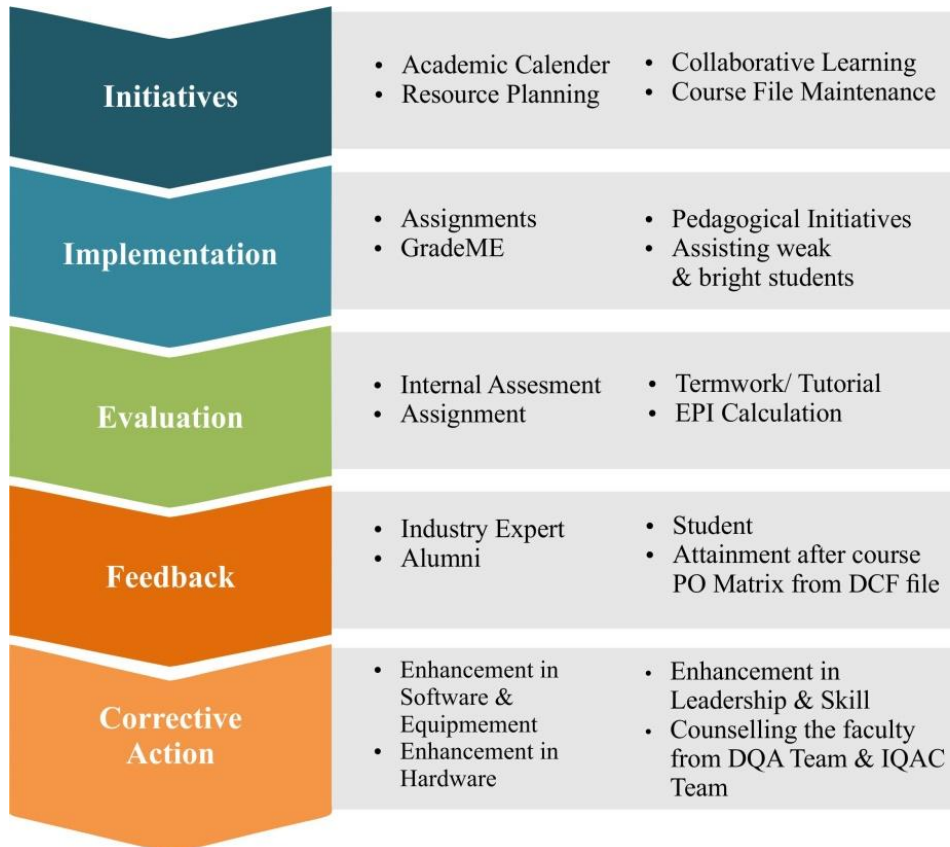 Initiatives
• Academic Calender
• Resource Planning
• Collaborative Learning
• Course File Maintenance
Implementation
• Assignments
• GradeME
• Pedagogical Initiatives
• Assisting weak
& bright students
Evaluation
• Internal Assesment
• Assignment
• Termwork/ Tutorial
• EPI Calculation
Feedback
• Industry Expert
• Alumni
• Student
• Attainment after course
PO Matrix from DCF file
Corrective
Action
• Enhancement in
Software &
Equipmement
• Enhancement in
Hardware
• Enhancement in
Leadership & Skill
• Counselling the faculty
from DQA Team & IQAC
Team